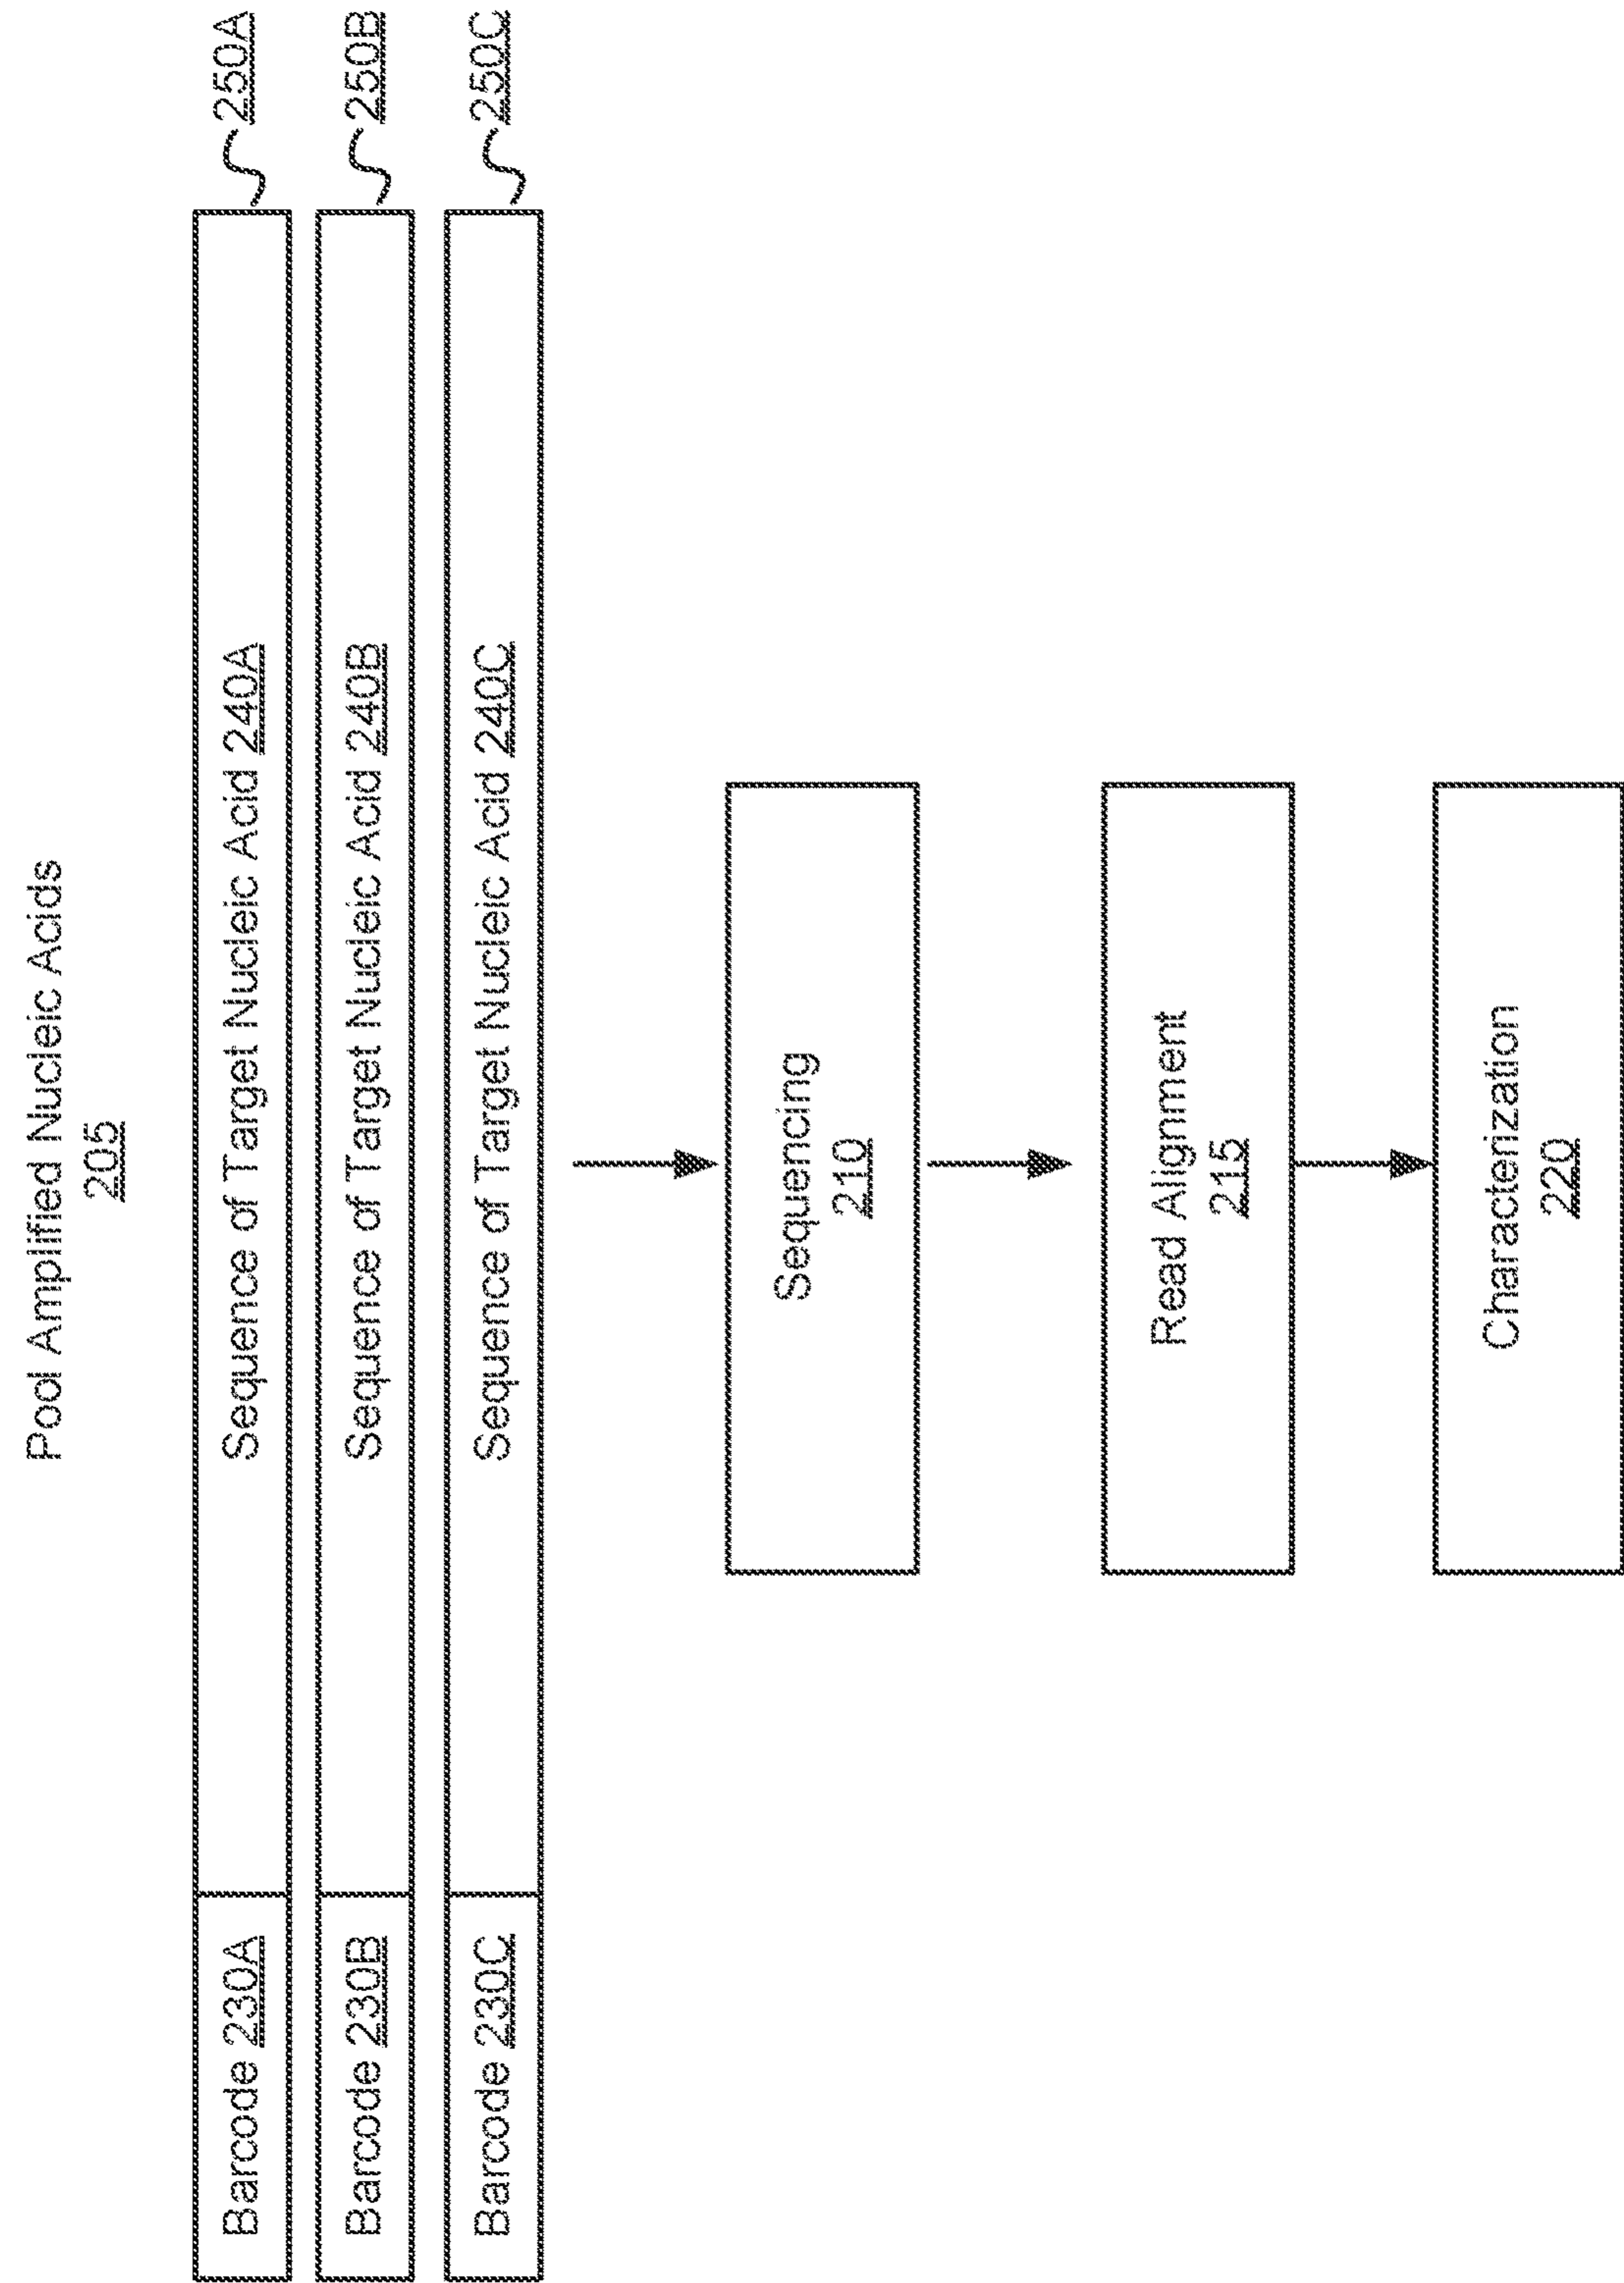 Pool Amplified Nucleic Acids
205
Barcode 230A Sequence of Target Nucleic Acid 240A 250A
Barcode 230B Sequence of Target Nucleic Acid 240B 250B
Barcode 230C Sequence of Target Nucleic Acid 240C 250C
Sequencing
210
Read Alignment
215
Characterization
220